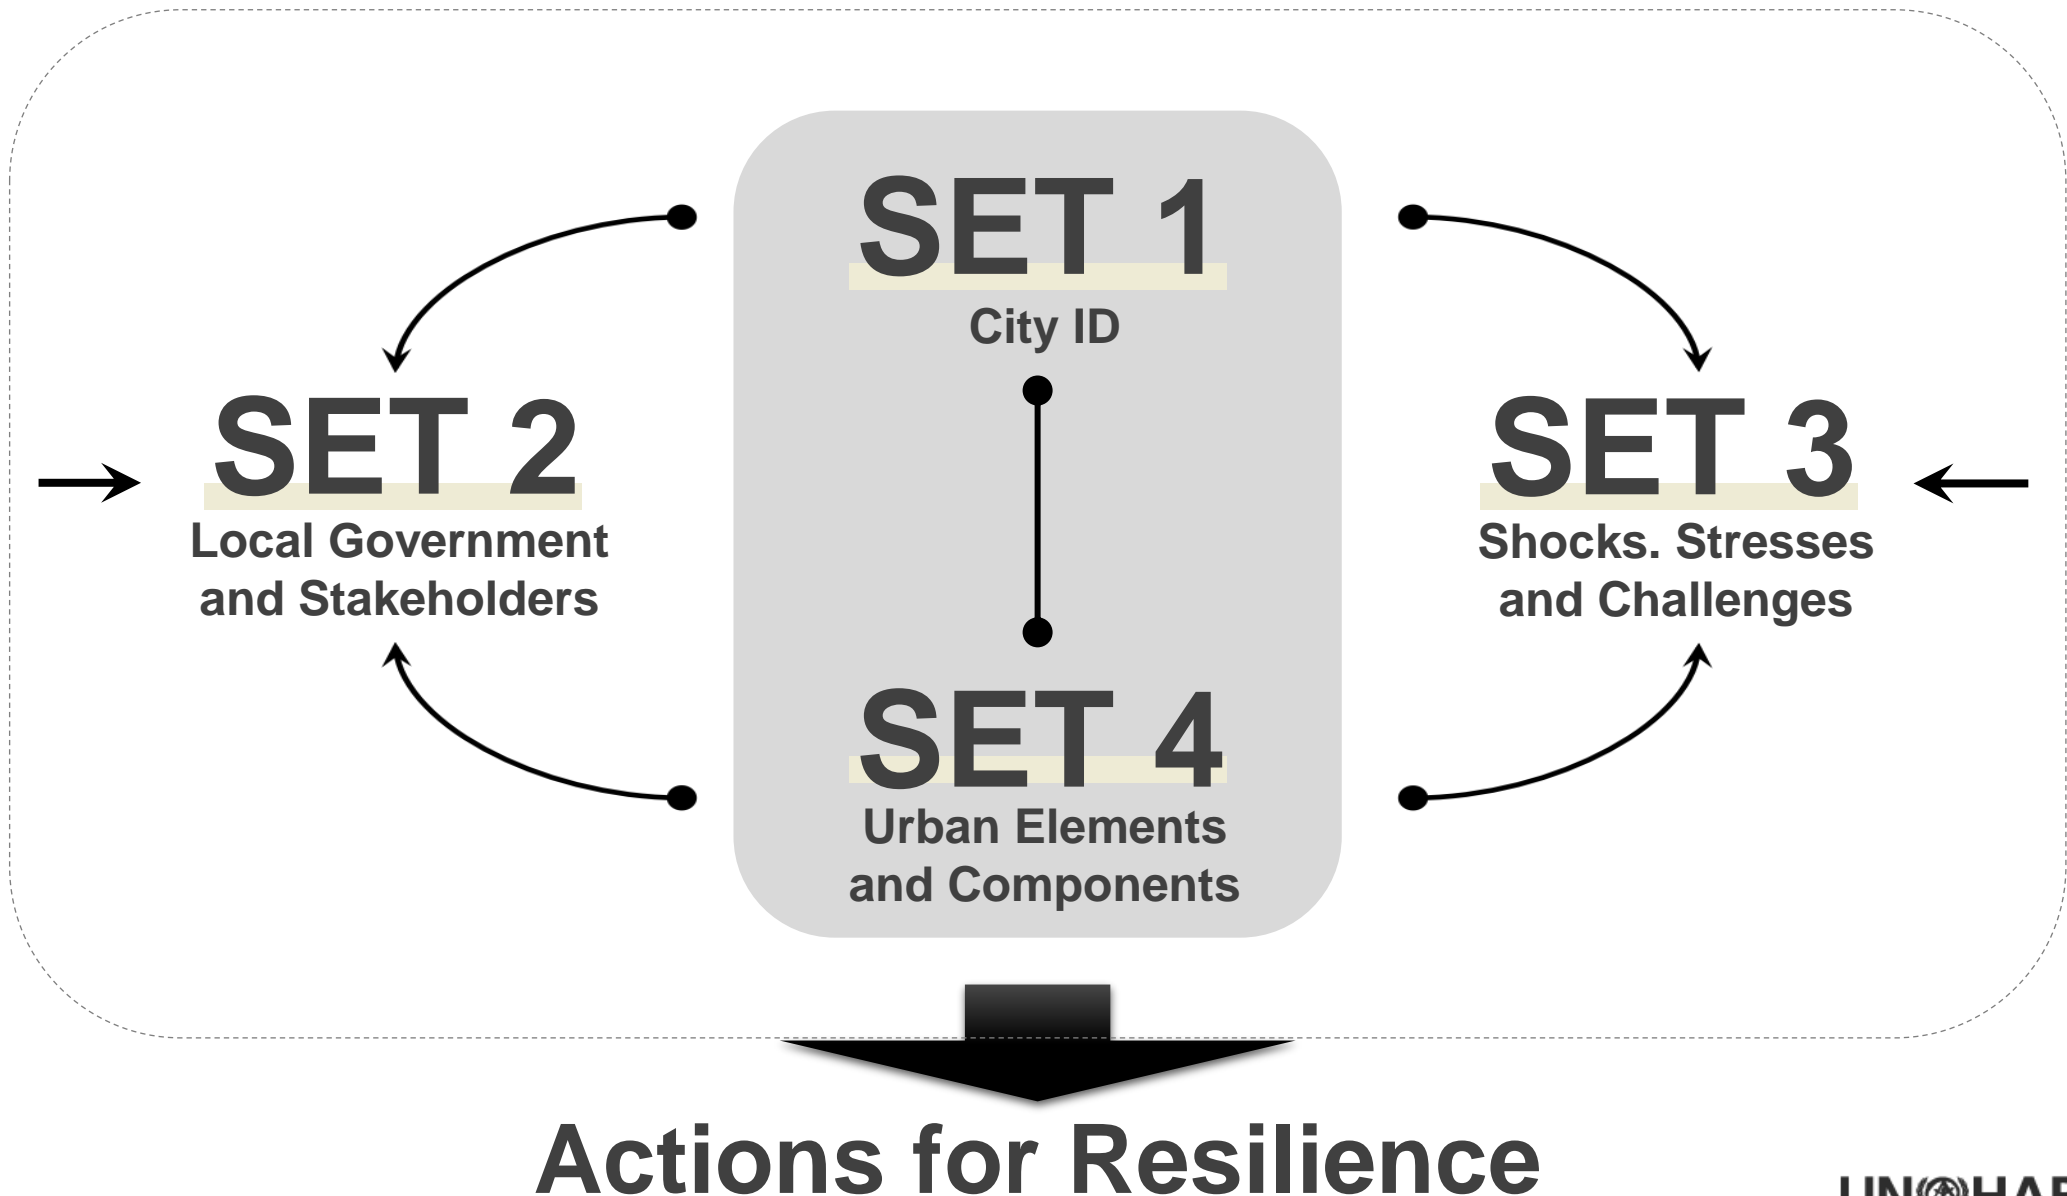 SET 1
City ID
SET 2
Local Government
and Stakeholders
SET 3
Shocks. Stresses
and Challenges
SET 4
Urban Elements
and Components
Actions for Resilience